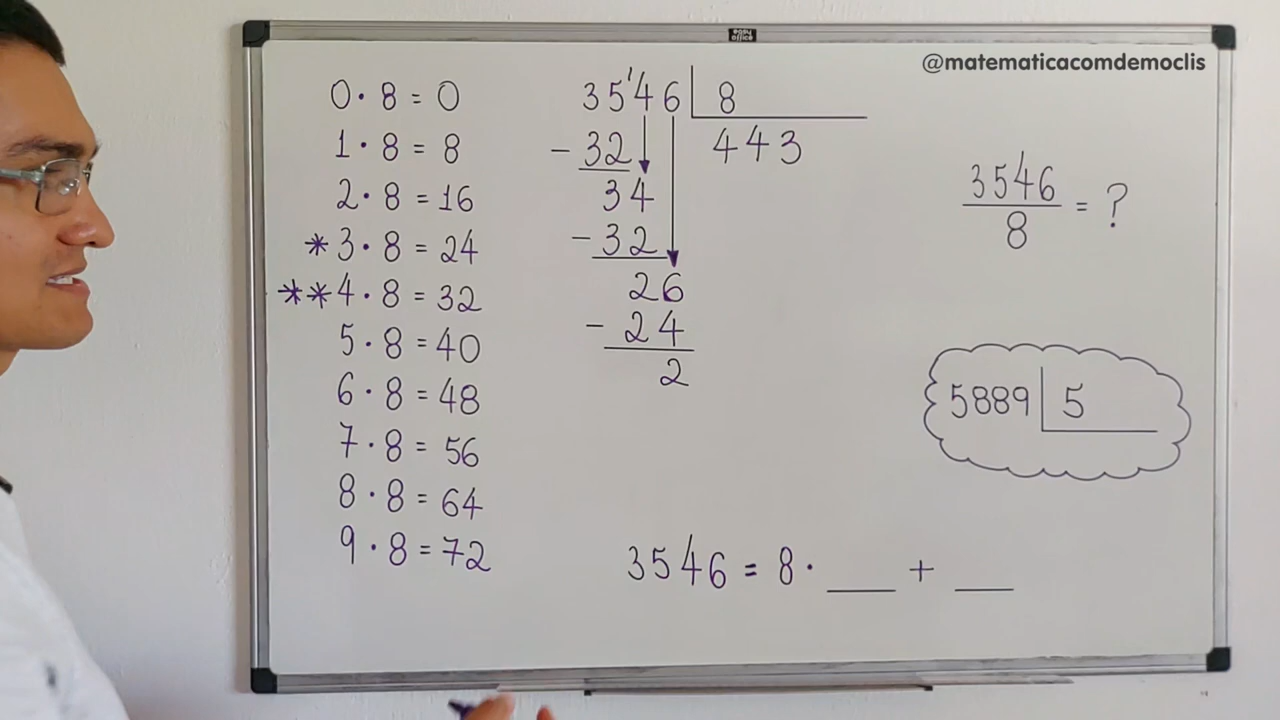 easy office
@matematicacomdemoclis
0 · 8 = 0
1 · 8 = 8
2 · 8 = 16
* 3 · 8 = 24
** 4 · 8 = 32
5 · 8 = 40
6 · 8 = 48
7 · 8 = 56
8 · 8 = 64
9 · 8 = 72
35'46 | 8
- 32
443
34
- 32
26
- 24
2
3546
8
= ?
5889 | 5
3546 = 8 · ___ + ___